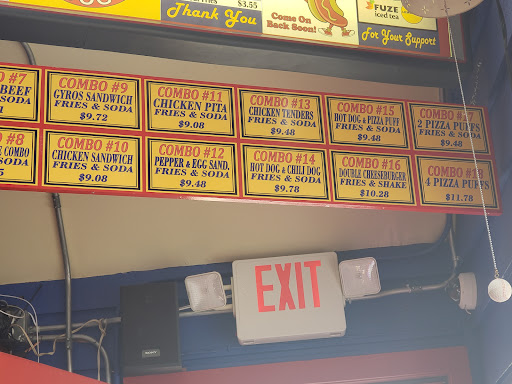 $3.55
Thank You
Come On
Back Soon!
FUZE
iced tea
For Your Support
#7
BEEF
SODA
COMBO #9
GYROS SANDWICH
FRIES & SODA
$9.72
COMBO #11
CHICKEN PITA
FRIES & SODA
$9.08
COMBO #13
CHICKEN TENDERS
FRIES & SODA
$9.48
COMBO #15
HOT DOG & PIZZA PUFF
FRIES & SODA
$9.48
2 PIZZA PUFFS
FRIES & SODA
$9.48
#8
COMBO
SODA
COMBO #10
CHICKEN SANDWICH
FRIES & SODA
$9.08
COMBO #12
PEPPER & EGG SAND.
FRIES & SODA
$9.48
COMBO #14
HOT DOG & CHILI DOG
FRIES & SODA
$9.78
COMBO #16
DOUBLE CHEESEBURGER
FRIES & SHAKE
$10.28
COMBO #18
4 PIZZA PUFFS
$11.78
EXIT